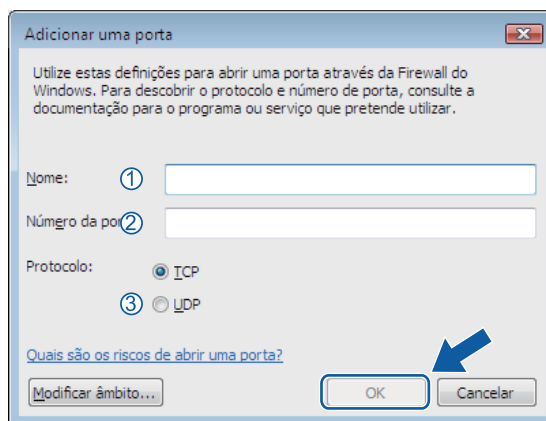 Adicionar uma porta
Utilize estas definições para abrir uma porta através da Firewall do
Windows. Para descobrir o protocolo e número de porta, consulte a
documentação para o programa ou serviço que pretende utilizar.
Nome: 1
Número da por 2
Protocolo: TCP
3 UDP
Quais são os riscos de abrir uma porta?
Modificar âmbito... OK Cancelar